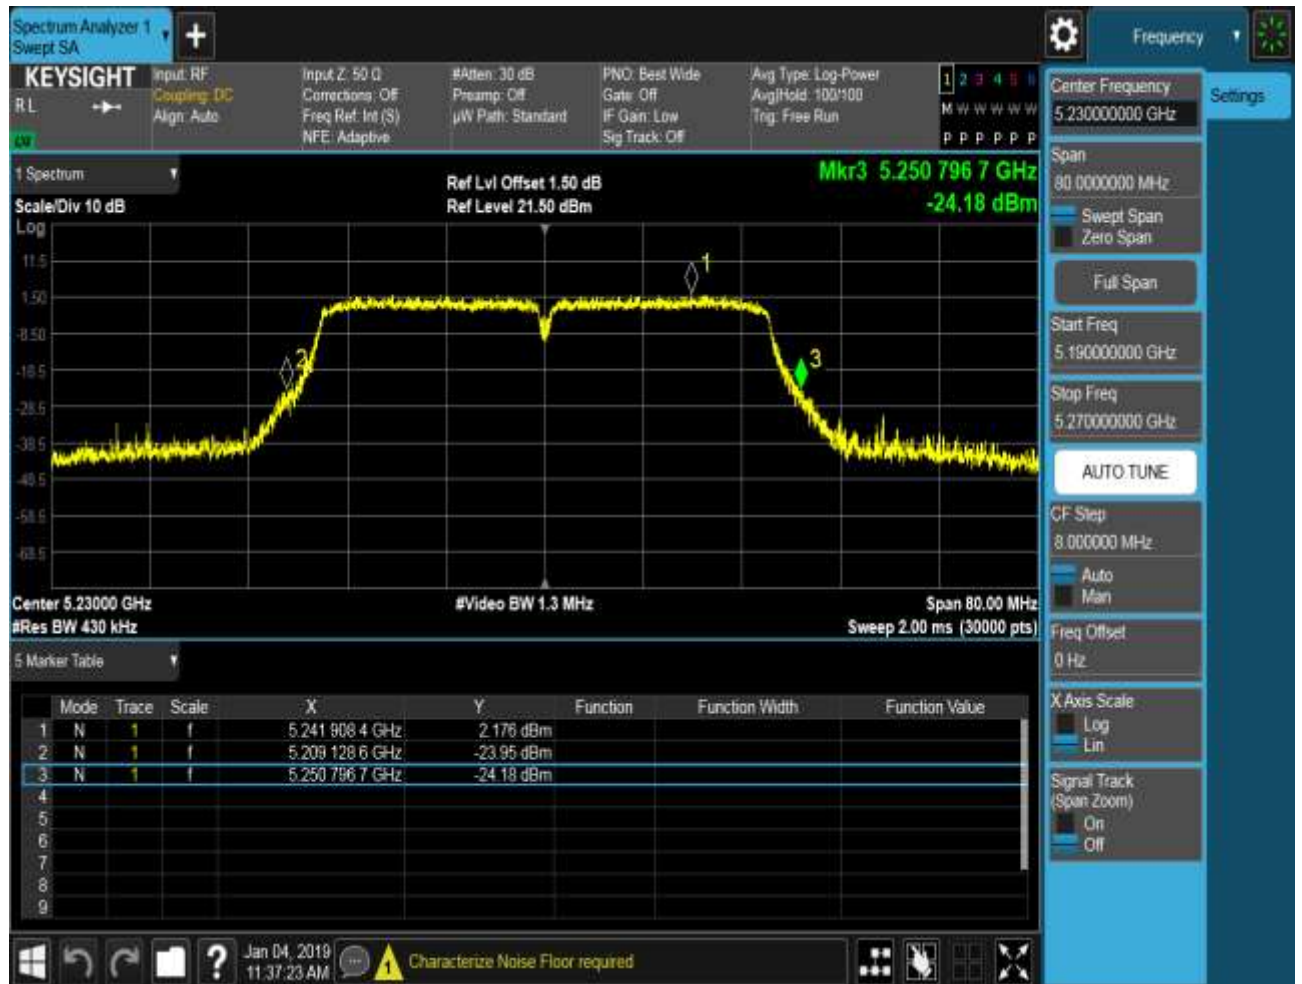 Spectrum Analyzer 1
Swept SA
Frequency
KEYSIGHT
RL
Input: RF
Coupling: DC
Align: Auto
Input Z: 50 Ω
Corrections: Off
Freq Ref: Int (S)
NFE: Adaptive
#Atten: 30 dB
Preamp: Off
µW Path: Standard
PNO: Best Wide
Gate: Off
IF Gain: Low
Sig Track: Off
Avg Type: Log-Power
Avg|Hold: 100/100
Trig: Free Run
1 2 3 4 5 6
M W W W W W
P P P P P P
1 Spectrum
Scale/Div 10 dB
Log
Ref Lvl Offset 1.50 dB
Ref Level 21.50 dBm
Mkr3 5.250 796 7 GHz
-24.18 dBm
11.5
1.50
-8.50
-18.5
-28.5
-38.5
-48.5
-58.5
-68.5
1
2
3
Center 5.23000 GHz
#Res BW 430 kHz
#Video BW 1.3 MHz
Span 80.00 MHz
Sweep 2.00 ms (30000 pts)
5 Marker Table
Mode Trace Scale X Y Function Function Width Function Value
1 N 1 f 5.241 908 4 GHz 2.176 dBm
2 N 1 f 5.209 128 6 GHz -23.95 dBm
3 N 1 f 5.250 796 7 GHz -24.18 dBm
4
5
6
7
8
9
Center Frequency
5.230000000 GHz
Settings
Span
80.0000000 MHz
Swept Span
Zero Span
Full Span
Start Freq
5.190000000 GHz
Stop Freq
5.270000000 GHz
AUTO TUNE
CF Step
8.000000 MHz
Auto
Man
Freq Offset
0 Hz
X Axis Scale
Log
Lin
Signal Track
(Span Zoom)
On
Off
?
Jan 04, 2019
11:37:23 AM
1
Characterize Noise Floor required